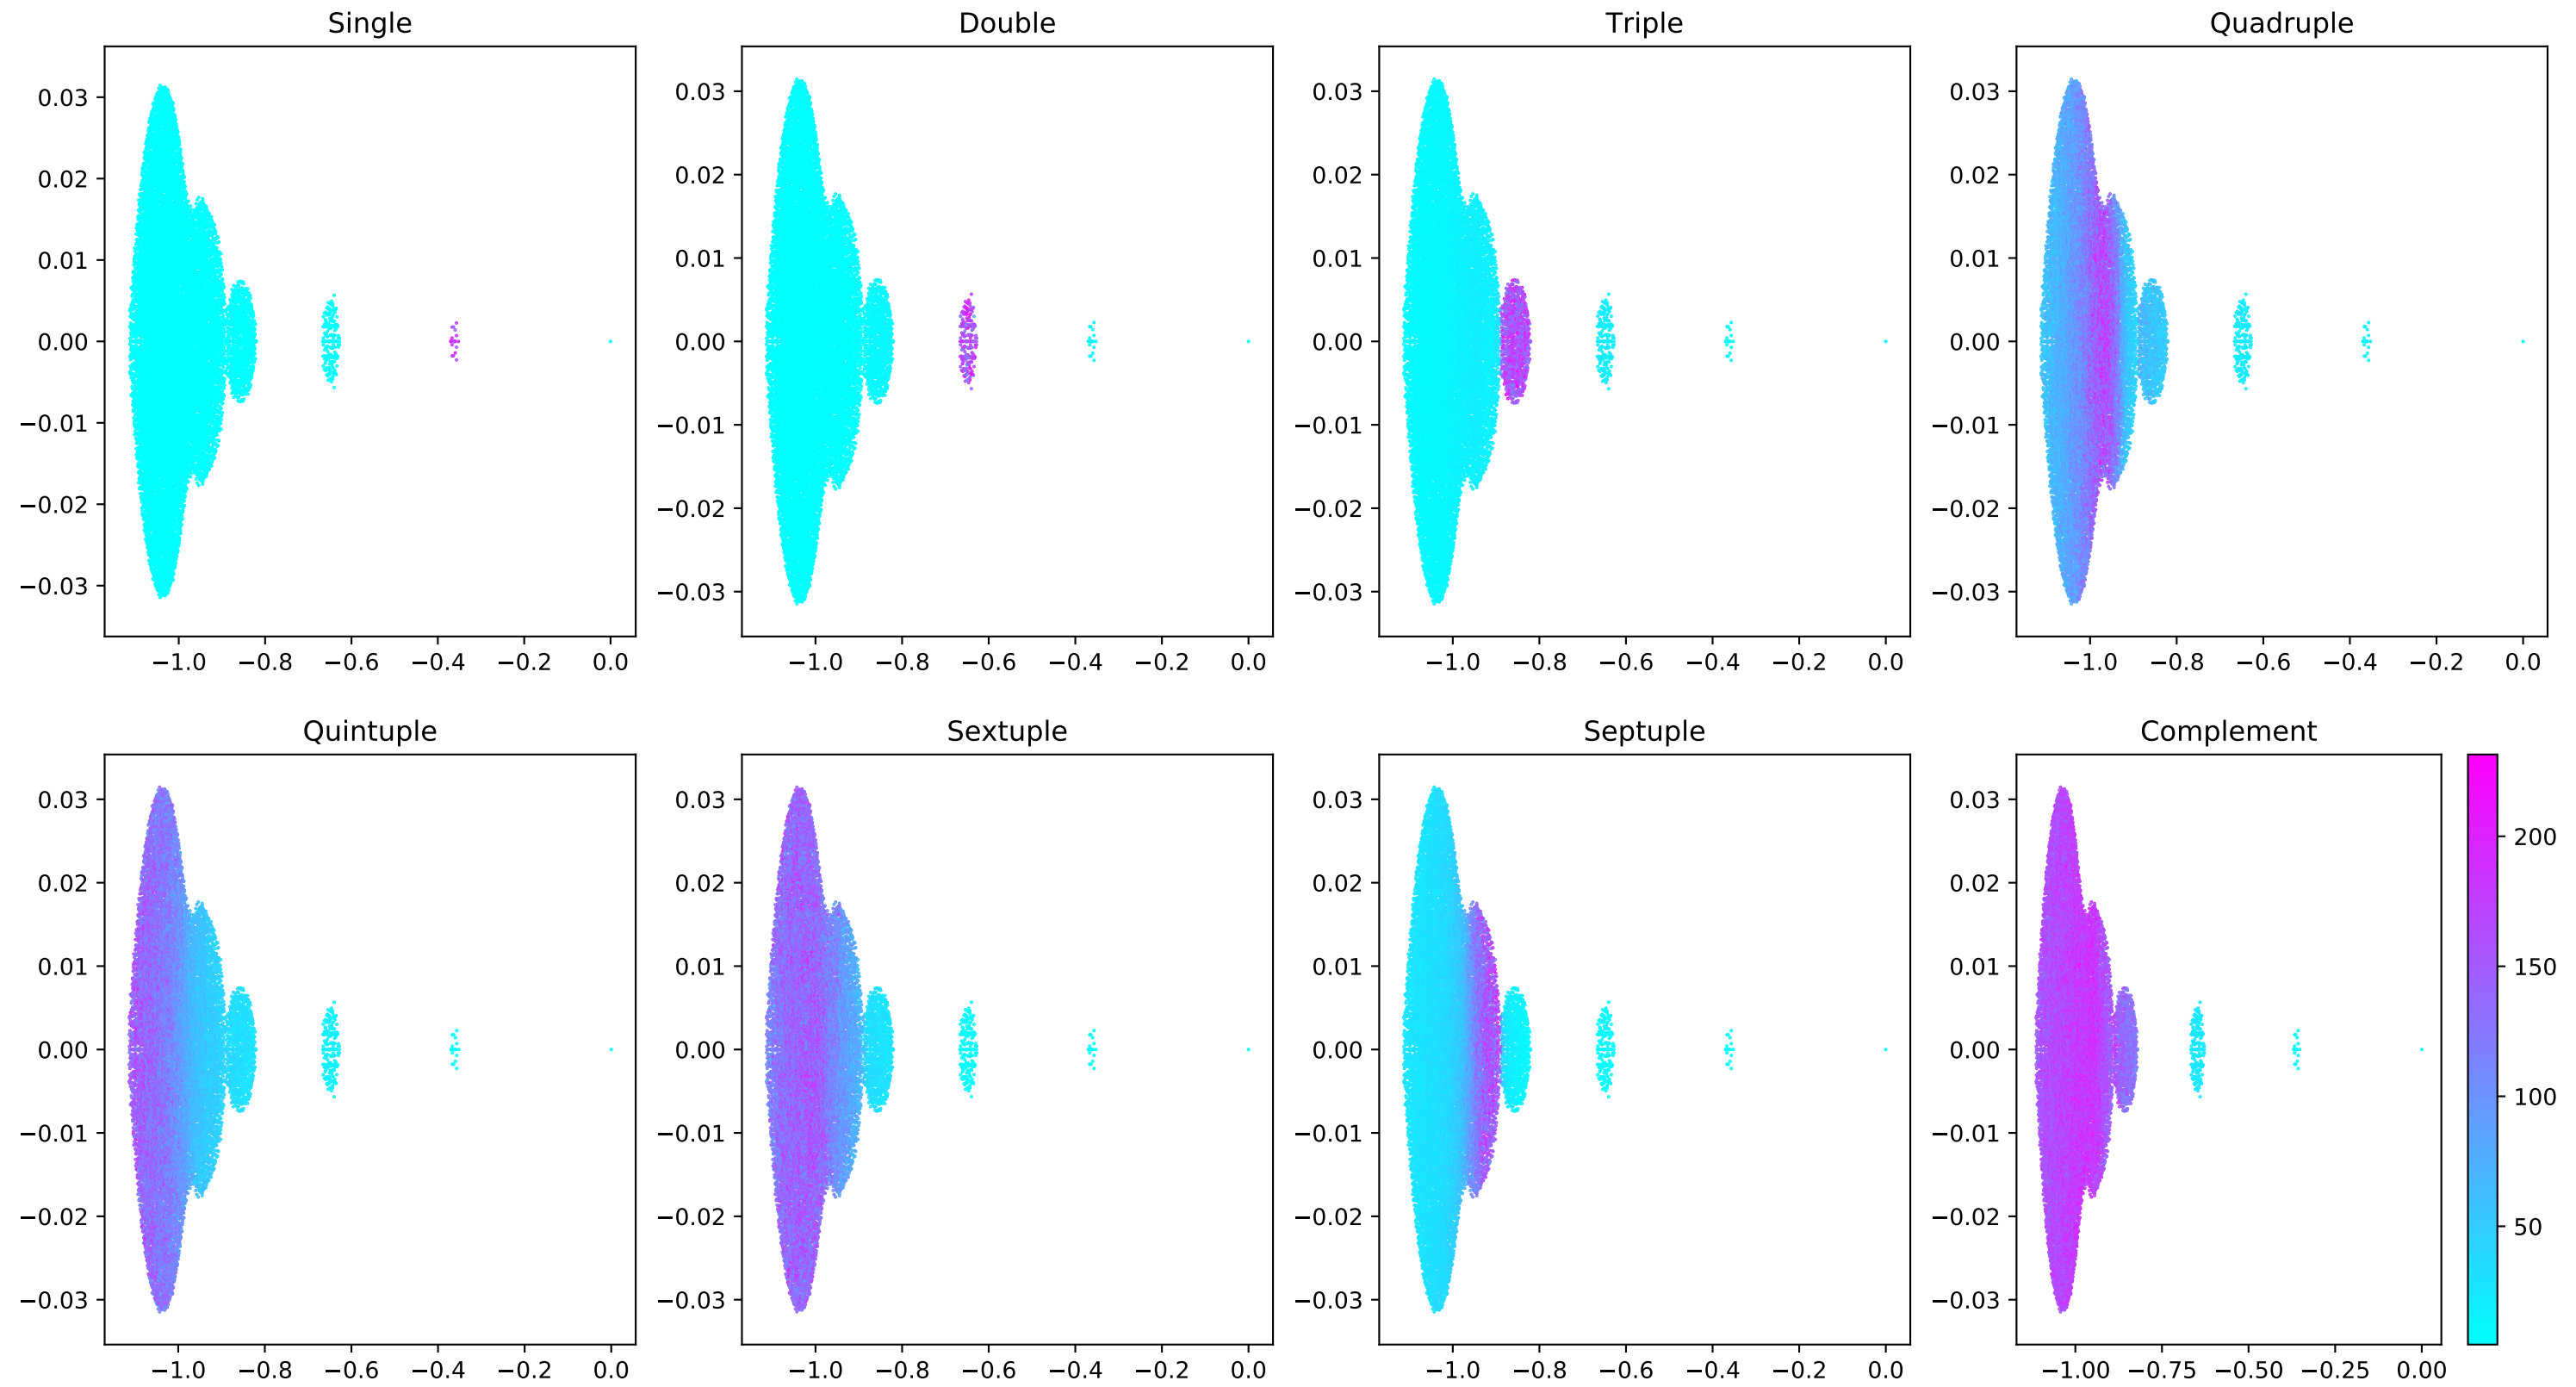 Single Double Triple Quadruple
0.03 0.03 0.03 0.03
0.02 0.02 0.02 0.02
0.01 0.01 0.01 0.01
0.00 0.00 0.00 0.00
−0.01 −0.01 −0.01 −0.01
−0.02 −0.02 −0.02 −0.02
−0.03 −0.03 −0.03 −0.03
−1.0 −0.8 −0.6 −0.4 −0.2 0.0 −1.0 −0.8 −0.6 −0.4 −0.2 0.0 −1.0 −0.8 −0.6 −0.4 −0.2 0.0 −1.0 −0.8 −0.6 −0.4 −0.2 0.0
Quintuple Sextuple Septuple Complement
0.03 0.03 0.03 0.03 200
0.02 0.02 0.02 0.02
0.01 0.01 0.01 0.01 150
0.00 0.00 0.00 0.00 100
−0.01 −0.01 −0.01 −0.01
−0.02 −0.02 −0.02 −0.02 50
−0.03 −0.03 −0.03 −0.03
−1.0 −0.8 −0.6 −0.4 −0.2 0.0 −1.0 −0.8 −0.6 −0.4 −0.2 0.0 −1.0 −0.8 −0.6 −0.4 −0.2 0.0 −1.00 −0.75 −0.50 −0.25 0.00